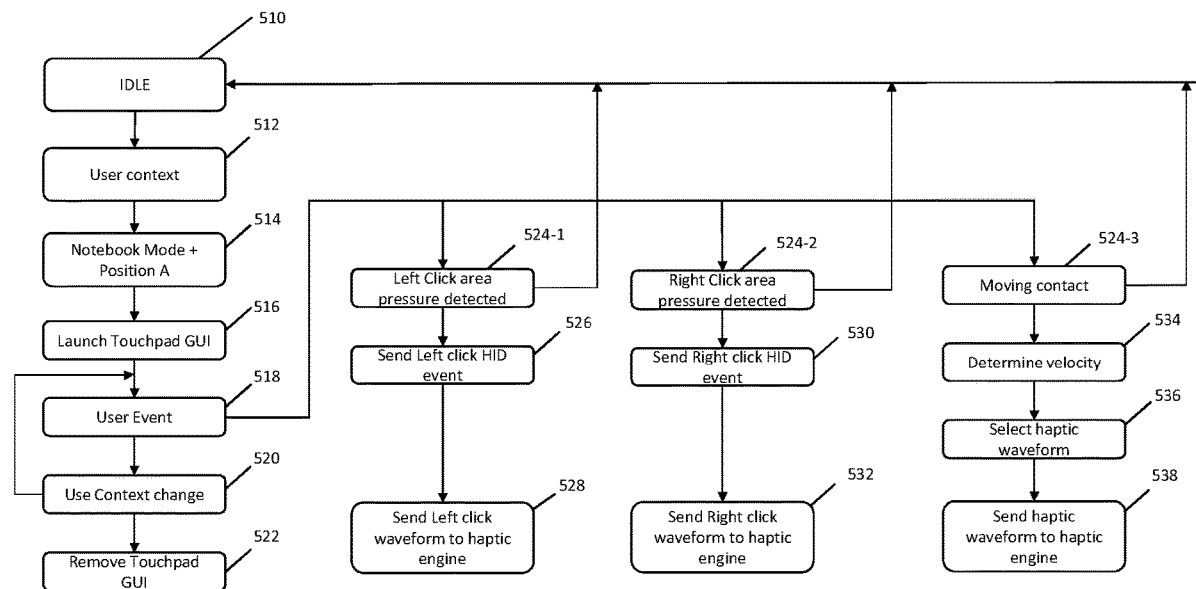 510
IDLE
512
User context
514
Notebook Mode +
Position A
516
Launch Touchpad GUI
518
User Event
520
Use Context change
522
Remove Touchpad
GUI
524-1
Left Click area
pressure detected
526
Send Left click HID
event
528
Send Left click
waveform to haptic
engine
524-2
Right Click area
pressure detected
530
Send Right click HID
event
532
Send Right click
waveform to haptic
engine
524-3
Moving contact
534
Determine velocity
536
Select haptic
waveform
538
Send haptic
waveform to haptic
engine